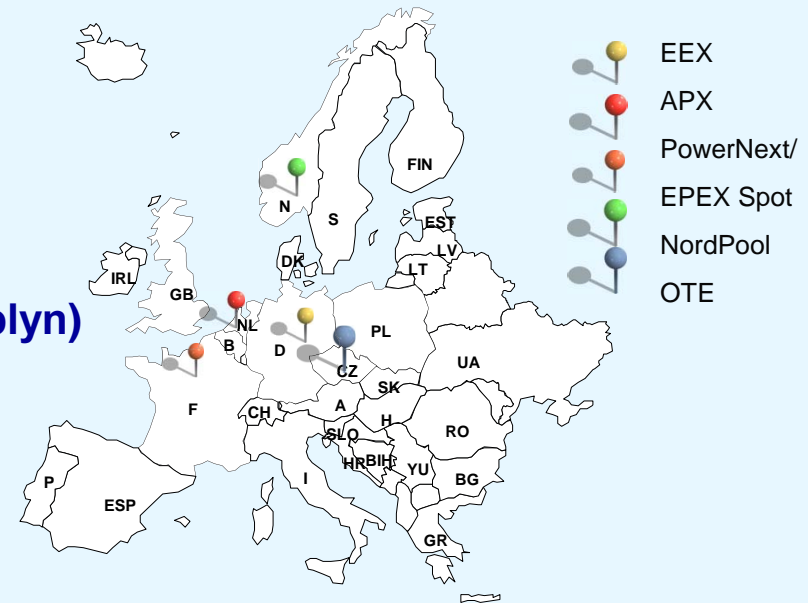 EEX
APX
PowerNext/
EPEX Spot
NordPool
OTE
plyn)
FIN
N
S
EST
LV
LT
DK
IRL
GB
NL
B
D
PL
CZ
UA
SK
F
CH
A
H
SLO
RO
HR
BIH
YU
BG
I
P
ESP
GR